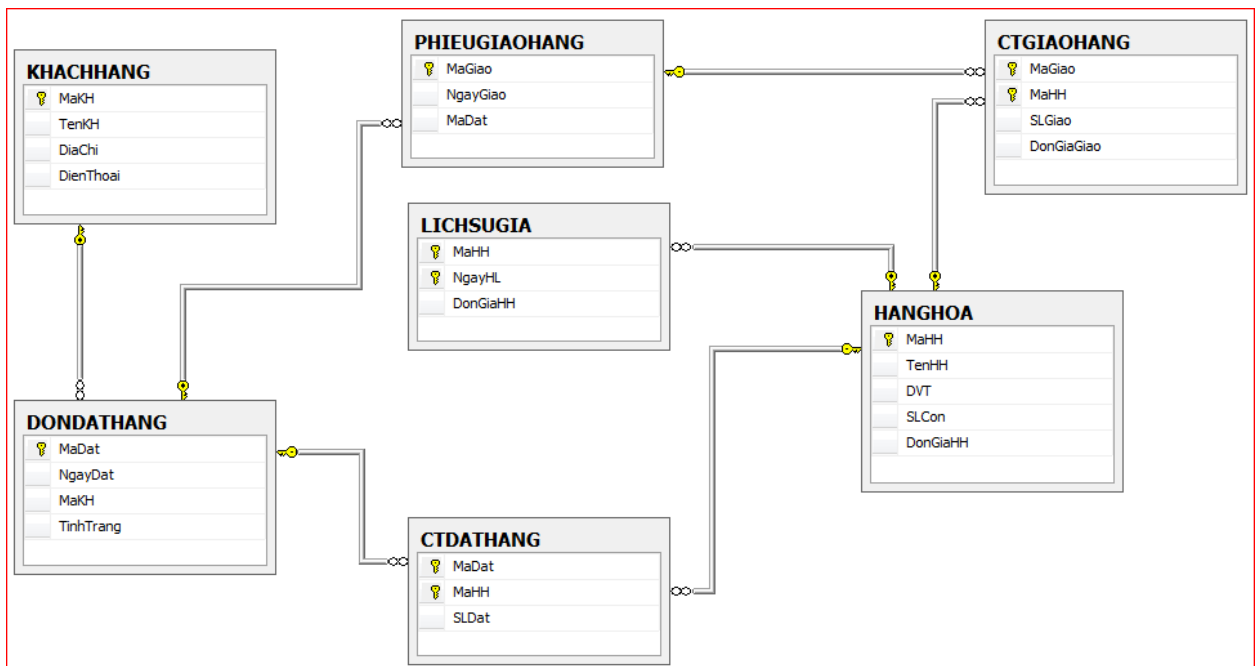 KHACHHANG
MaKH
TenKH
DiaChi
DienThoai
PHIEUGIAOHANG
MaGiao
NgayGiao
MaDat
CTGIAOHANG
MaGiao
MaHH
SLGiao
DonGiaGiao
LICHSUGIA
MaHH
NgayHL
DonGiaHH
HANGHOA
MaHH
TenHH
DVT
SLCon
DonGiaHH
DONDATHANG
MaDat
NgayDat
MaKH
TinhTrang
CTDATHANG
MaDat
MaHH
SLDat